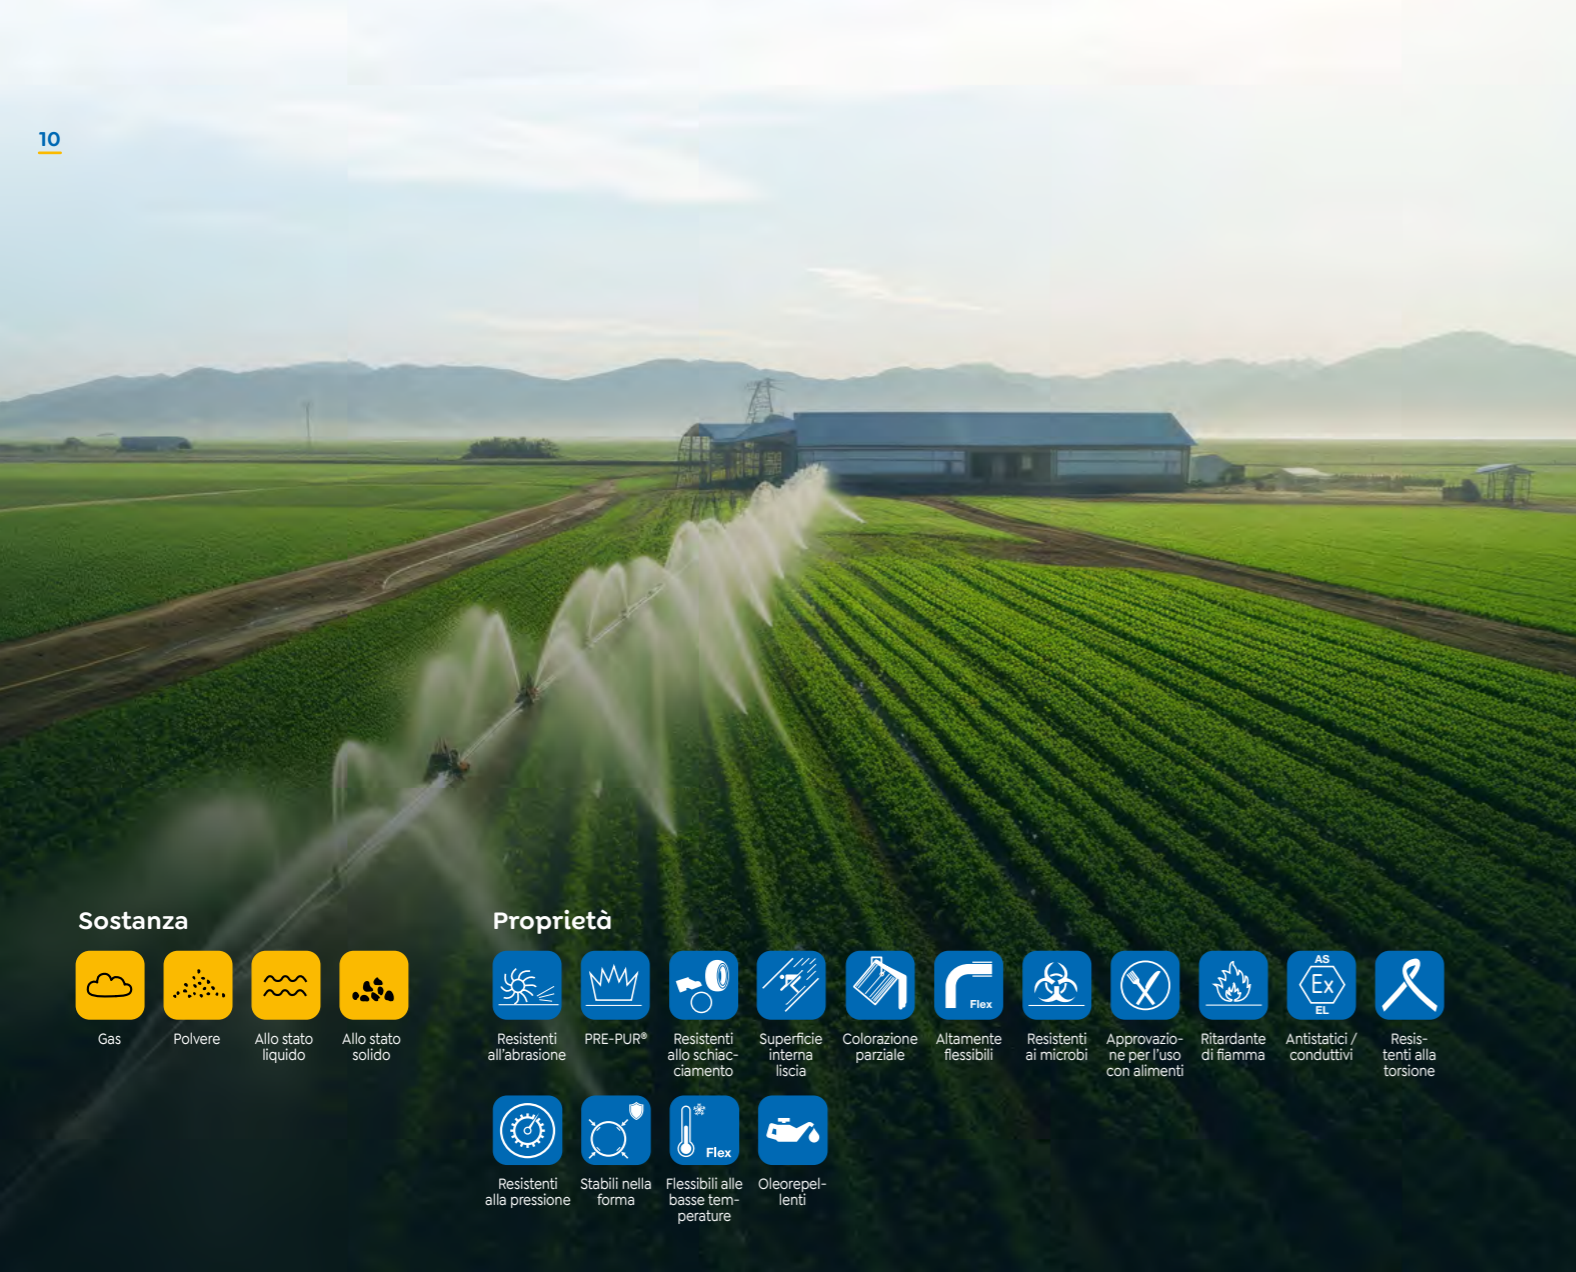 10
Sostanza
Gas
Polvere
Allo stato
liquido
Allo stato
solido
Proprietà
Resistenti
all'abrasione
PRE-PUR®
Resistenti
allo schiac-
ciamento
Superficie
interna
liscia
Colorazione
parziale
Flex
Altamente
flessibili
Resistenti
ai microbi
Approvazio-
ne per l'uso
con alimenti
Ritardante
di fiamma
AS
Ex
EL
Antistatici /
conduttivi
Resis-
tenti alla
torsione
Resistenti
alla pressione
Stabili nella
forma
Flex
Flessibili alle
basse tem-
perature
Oleorepel-
lenti